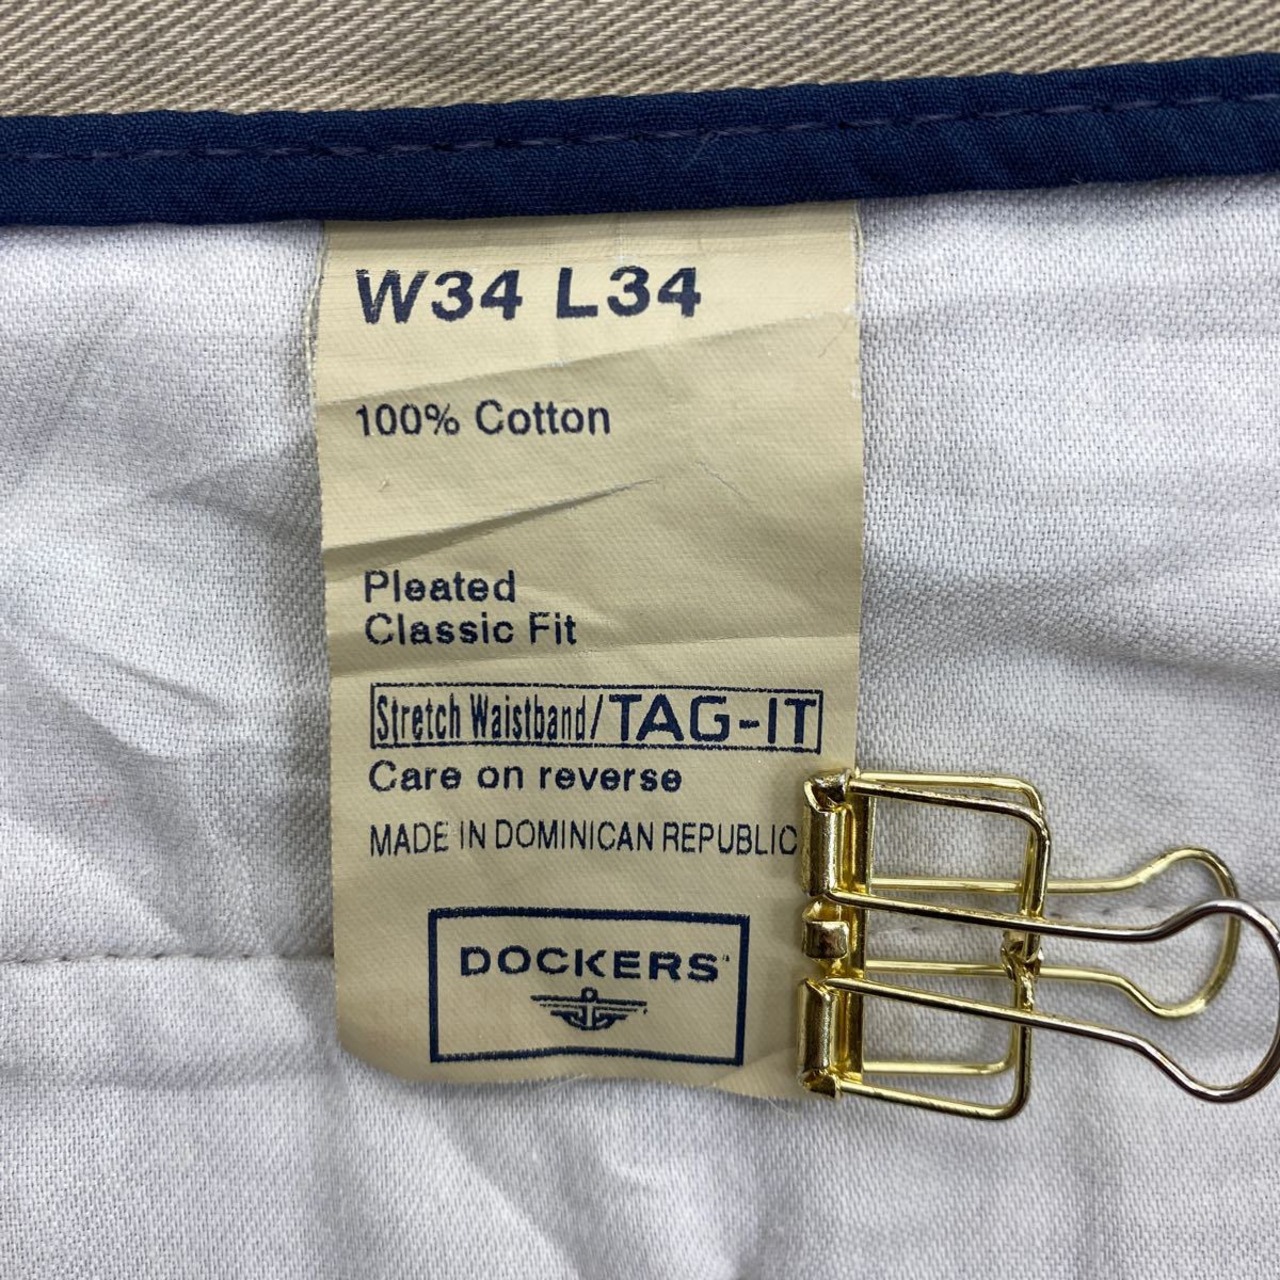 W34 L34
100% Cotton
Pleated
Classic Fit
Stretch Waistband/TAG-IT
Care on reverse
MADE IN DOMINICAN REPUBLIC
DOCKERS